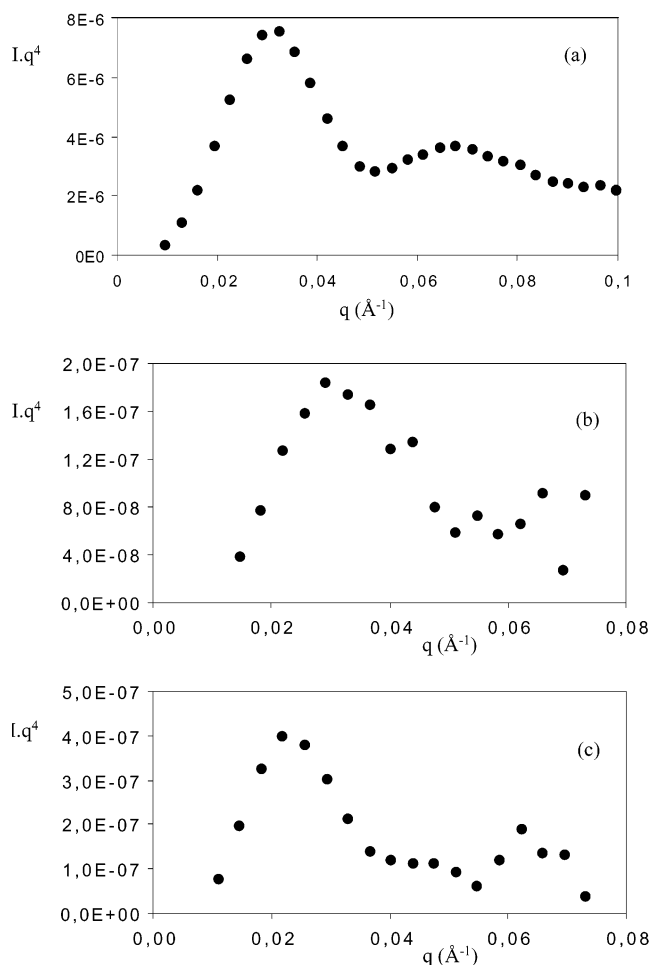 8E-6
I.q⁴
(a)
6E-6
4E-6
2E-6
0E0
0 0,02 0,04 0,06 0,08 0,1
q (Å⁻¹)
2,0E-07
I.q⁴
1,6E-07
(b)
1,2E-07
8,0E-08
4,0E-08
0,0E+00
0,00 0,02 0,04 0,06 0,08
q (Å⁻¹)
5,0E-07
I.q⁴
4,0E-07
(c)
3,0E-07
2,0E-07
1,0E-07
0,0E+00
0,00 0,02 0,04 0,06 0,08
q (Å⁻¹)